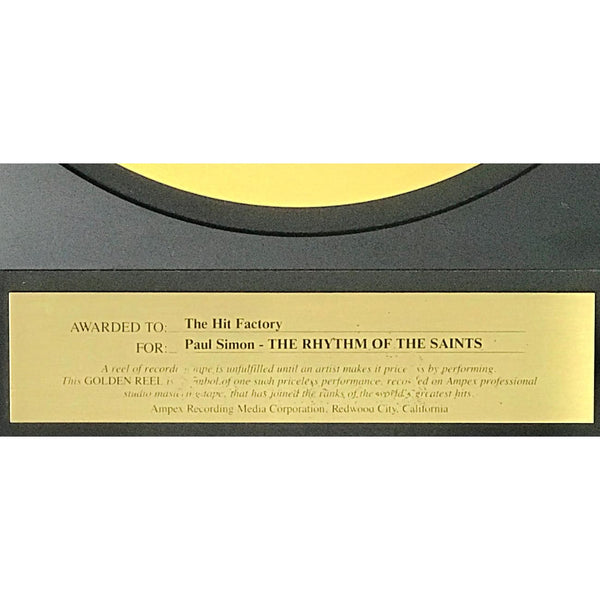 AWARDED TO: The Hit Factory
FOR: Paul Simon - THE RHYTHM OF THE SAINTS
A reel of recording tape is unfulfilled until an artist makes it priceless by performing.
This GOLDEN REEL is symbol of one such priceless performance, recorded on Ampex professional
studio mastering tape, that has joined the ranks of the world's greatest hits.
Ampex Recording Media Corporation, Redwood City, California